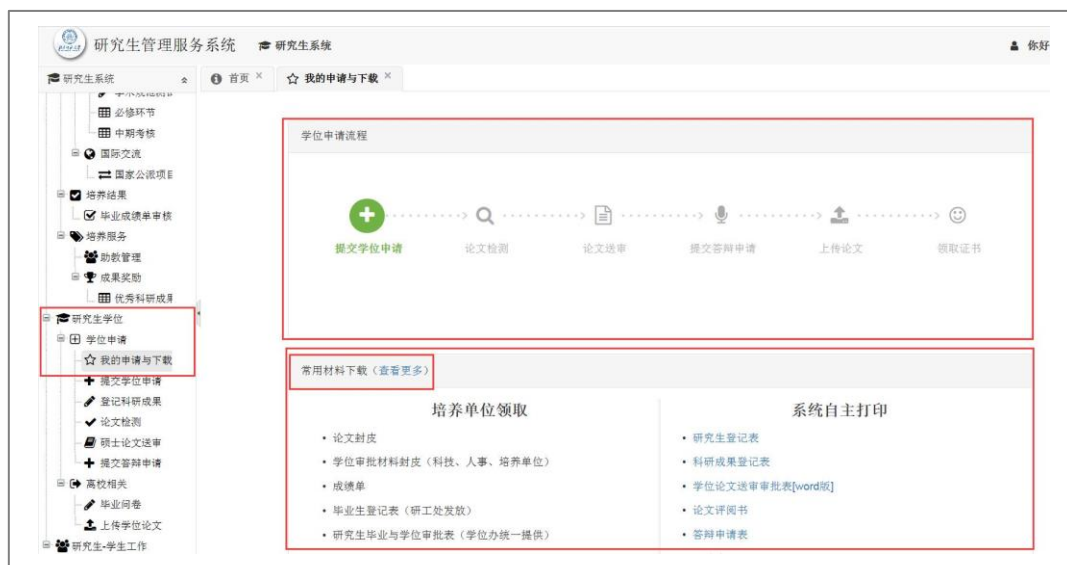 研究生管理服务系统
研究生系统
你好
研究生系统
首页 ×
我的申请与下载 ×
必修环节
中期考核
国际交流
国家公派项目
培养结果
毕业成绩单审核
培养服务
助教管理
成果奖励
优秀科研成果
研究生学位
学位申请
我的申请与下载
提交学位申请
登记科研成果
论文检测
硕士论文送审
提交答辩申请
离校相关
毕业问卷
上传学位论文
研究生-学生工作
学位申请流程
提交学位申请 论文检测 论文送审 提交答辩申请 上传论文 领取证书
常用材料下载（查看更多）
培养单位领取
• 论文封皮
• 学位审批材料封皮（科技、人事、培养单位）
• 成绩单
• 毕业生登记表（研工处发放）
• 研究生毕业与学位审批表（学位办统一提供）
系统自主打印
• 研究生登记表
• 科研成果登记表
• 学位论文送审审批表[word版]
• 论文评阅书
• 答辩申请表